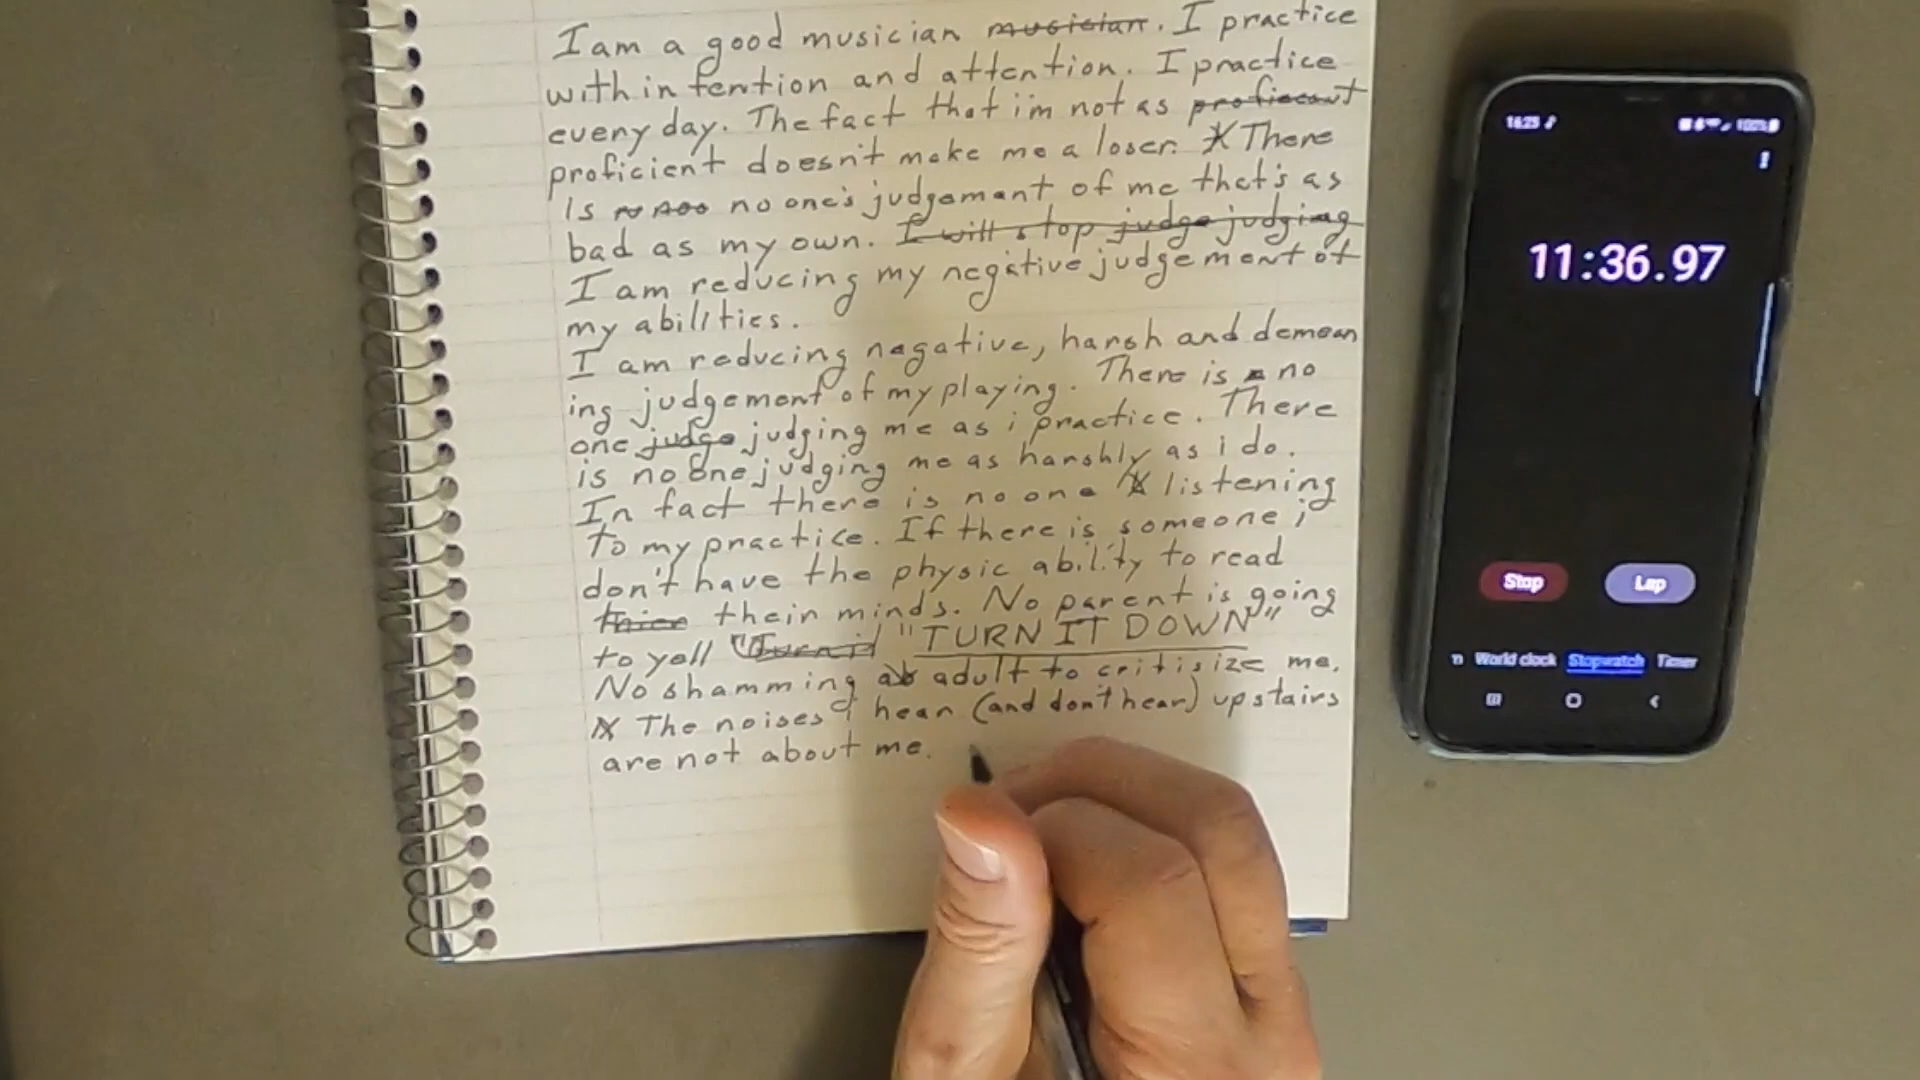 I am a good musician musician. I practice
with intention and attention. I practice
every day. The fact that i'm not as proficeent
proficient doesn't make me a loser. There
is no one's judgement of me that's as
bad as my own. I will stop judge judging
I am reducing my negative judgement of
my abilities.
I am reducing nagative, harsh and demean
ing judgement of my playing. There is no
one judge judging me as i practice. There
is no one judging me as harshly as i do.
In fact there is no one listening
to my practice. If there is someone i
don't have the physic ability to read
their minds. No parent is going
to yell "Turn it "TURN IT DOWN"
No shamming adult to critisize me.
The noises I hear (and don't hear) upstairs
are not about me.
16:25
100%
11:36.97
Stop
Lap
World clock
Stopwatch
Timer